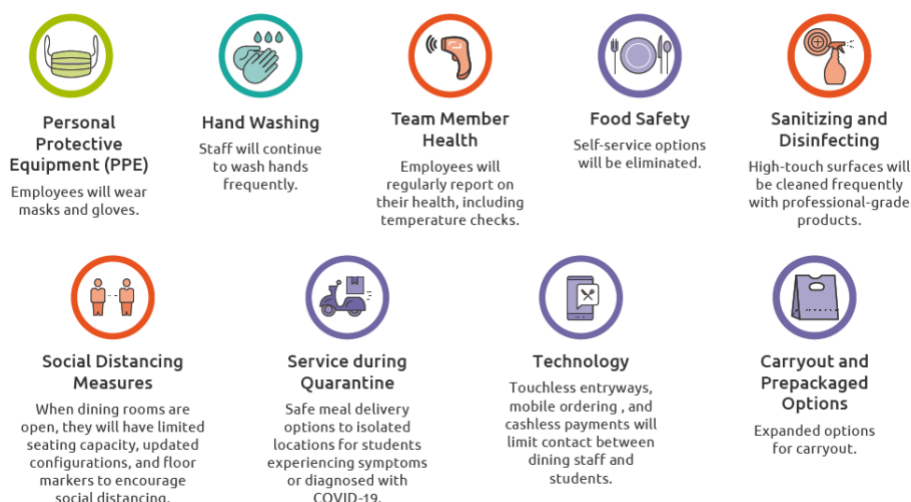 Personal
Protective
Equipment (PPE)
Employees will wear
masks and gloves.
Hand Washing
Staff will continue
to wash hands
frequently.
Team Member
Health
Employees will
regularly report on
their health, including
temperature checks.
Food Safety
Self-service options
will be eliminated.
Sanitizing and
Disinfecting
High-touch surfaces will
be cleaned frequently
with professional-grade
products.
Social Distancing
Measures
When dining rooms are
open, they will have limited
seating capacity, updated
configurations, and floor
markers to encourage
social distancing.
Service during
Quarantine
Safe meal delivery
options to isolated
locations for students
experiencing symptoms
or diagnosed with
COVID-19.
Technology
Touchless entryways,
mobile ordering , and
cashless payments will
limit contact between
dining staff and
students.
Carryout and
Prepackaged
Options
Expanded options
for carryout.